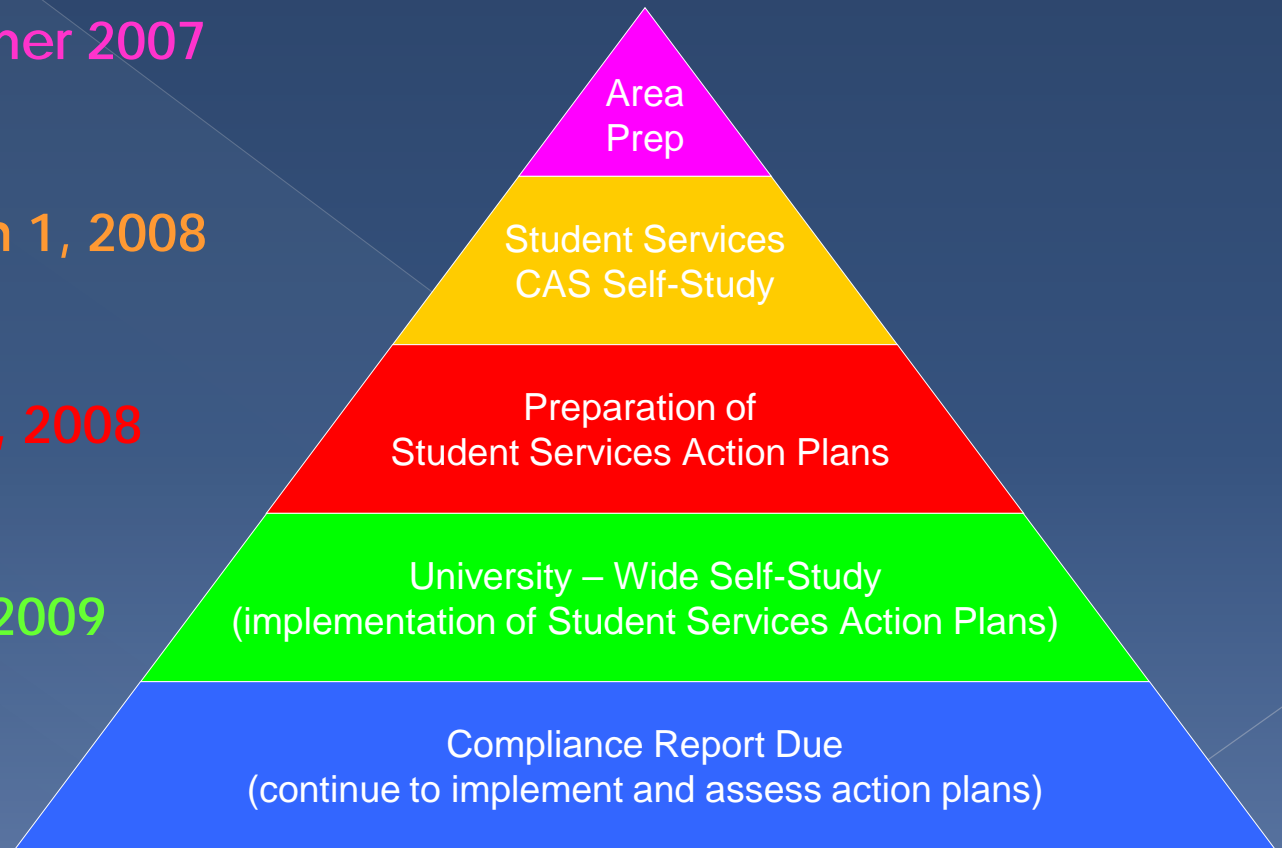 2007
Area
Prep
1, 2008
Student Services
CAS Self-Study
, 2008
Preparation of
Student Services Action Plans
2009
University – Wide Self-Study
(implementation of Student Services Action Plans)
Compliance Report Due
(continue to implement and assess action plans)